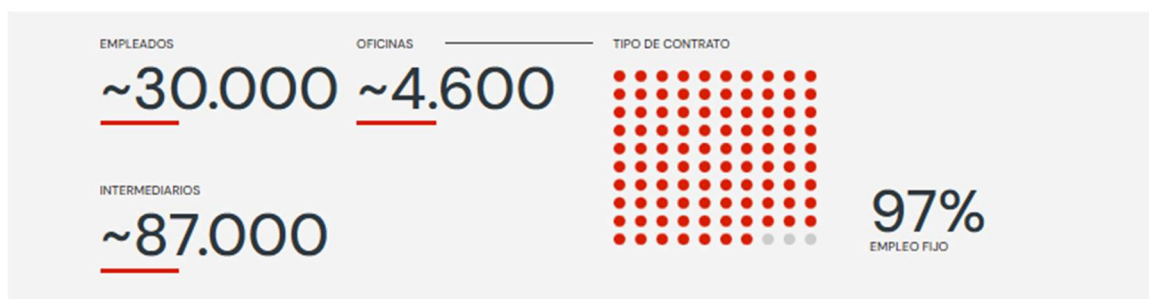 EMPLEADOS
~30.000
OFICINAS
~4.600
TIPO DE CONTRATO
INTERMEDIARIOS
~87.000
97%
EMPLEO FIJO